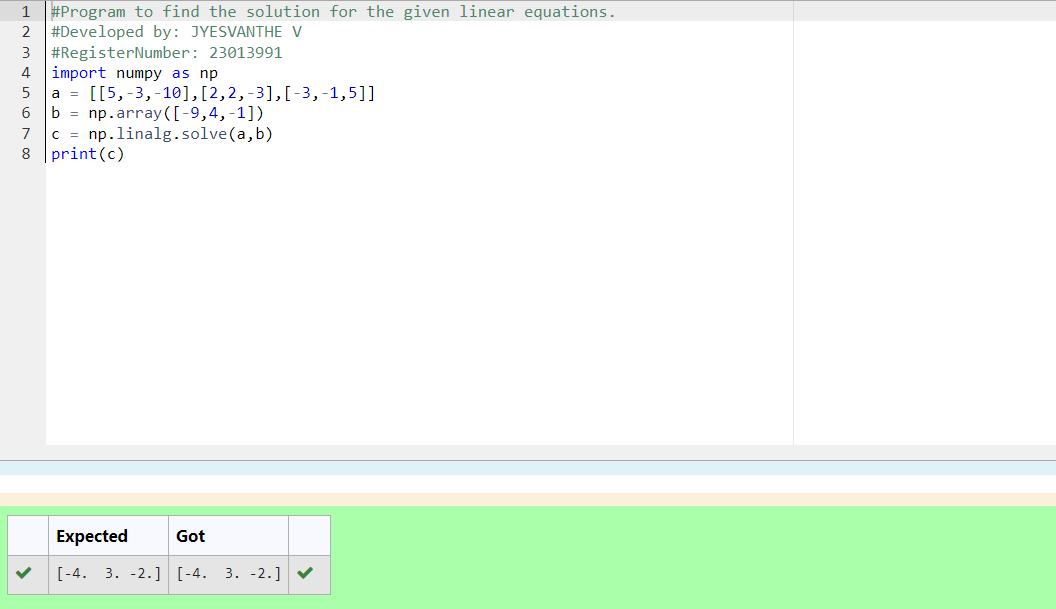 1 #Program to find the solution for the given linear equations.
2 #Developed by: JYESVANTHE V
3 #RegisterNumber: 23013991
4 import numpy as np
5 a = [[5,-3,-10],[2,2,-3],[-3,-1,5]]
6 b = np.array([-9,4,-1])
7 c = np.linalg.solve(a,b)
8 print(c)
Expected Got
[-4.  3. -2.] [-4.  3. -2.]